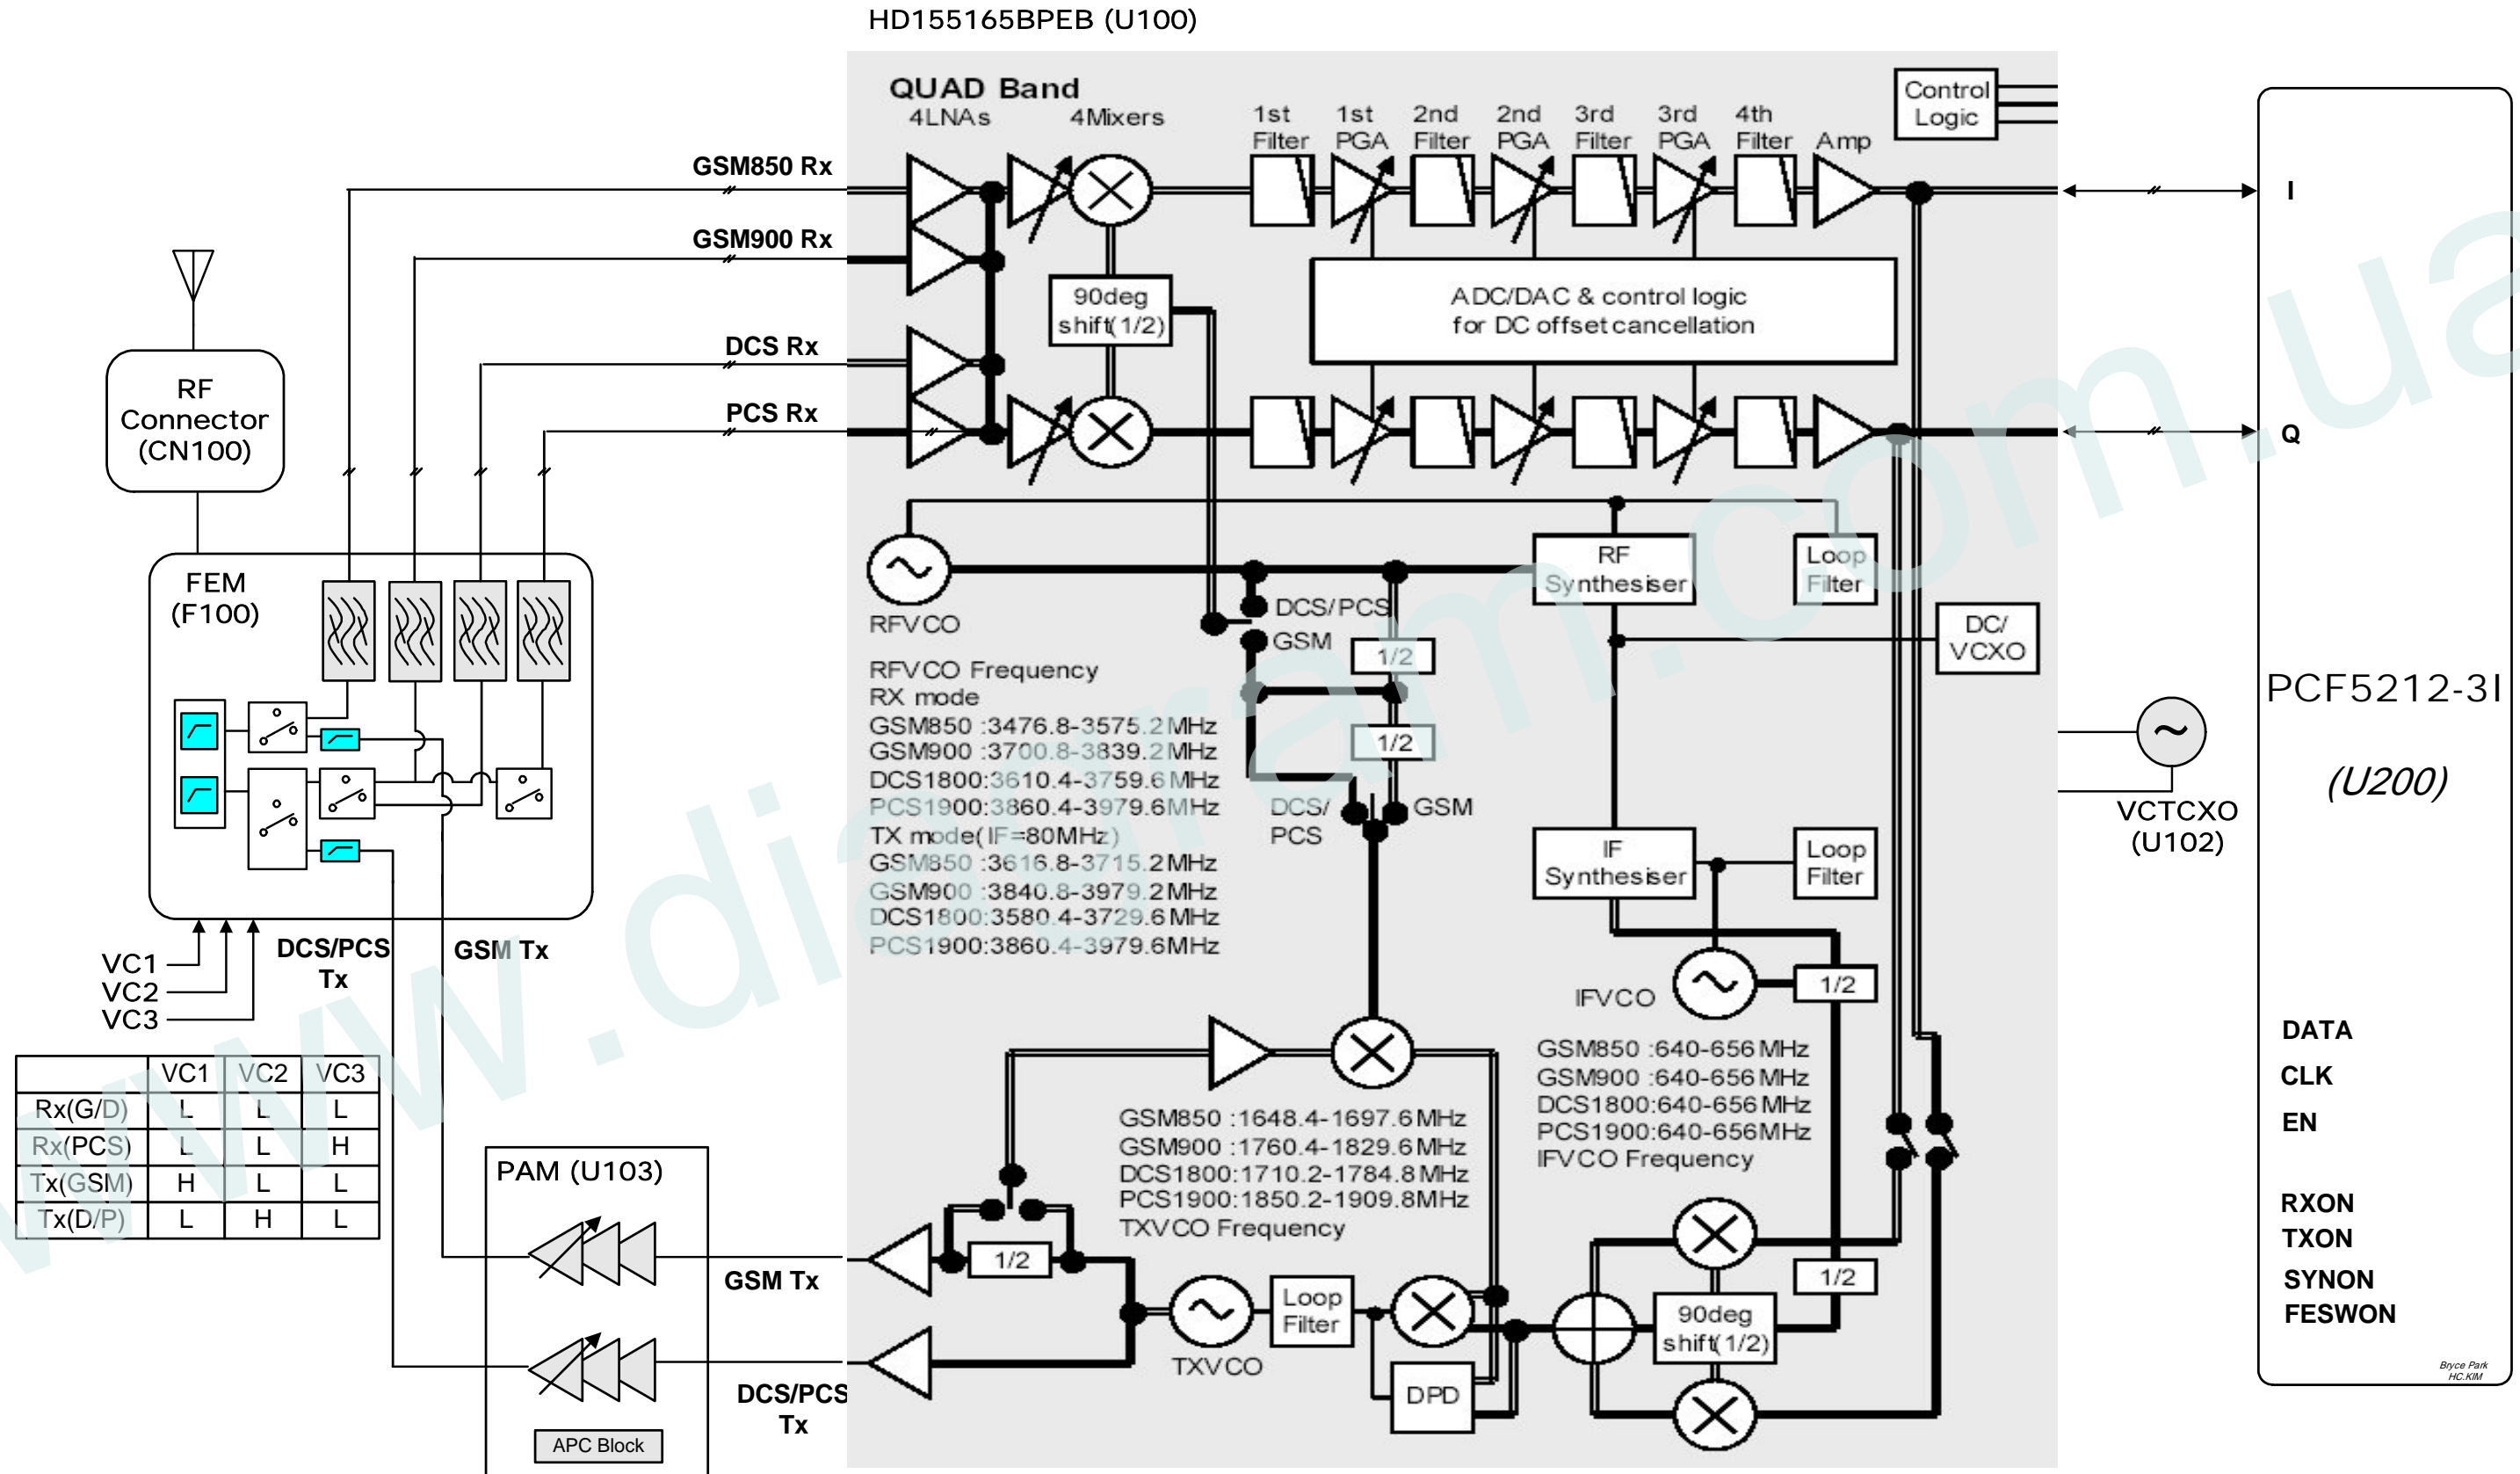 HD155165BPEB (U100)
QUAD Band
4LNAs
4Mixers
1st
Filter
1st
PGA
2nd
Filter
2nd
PGA
3rd
Filter
3rd
PGA
4th
Filter
Amp
Control
Logic
GSM850 Rx
GSM900 Rx
DCS Rx
PCS Rx
I
Q
90deg
shift(1/2)
ADC/DAC & control logic
for DC offset cancellation
RF
Connector
(CN100)
FEM
(F100)
RFVCO
DCS/PCS
GSM
1/2
1/2
DCS/
PCS
GSM
RF
Synthesiser
Loop
Filter
DC/
VCXO
RFVCO Frequency
RX mode
GSM850 :3476.8-3575.2MHz
GSM900 :3700.8-3839.2MHz
DCS1800:3610.4-3759.6MHz
PCS1900:3860.4-3979.6MHz
TX mode(IF=80MHz)
GSM850 :3616.8-3715.2MHz
GSM900 :3840.8-3979.2MHz
DCS1800:3580.4-3729.6MHz
PCS1900:3860.4-3979.6MHz
PCF5212-3I
(U200)
VCTCXO
(U102)
IF
Synthesiser
Loop
Filter
IFVCO
1/2
GSM850 :640-656MHz
GSM900 :640-656MHz
DCS1800:640-656MHz
PCS1900:640-656MHz
IFVCO Frequency
VC1
VC2
VC3
DCS/PCS
Tx
GSM Tx
VC1 VC2 VC3
Rx(G/D) L L L
Rx(PCS) L L H
Tx(GSM) H L L
Tx(D/P) L H L
GSM850 :1648.4-1697.6MHz
GSM900 :1760.4-1829.6MHz
DCS1800:1710.2-1784.8MHz
PCS1900:1850.2-1909.8MHz
TXVCO Frequency
DATA
CLK
EN
RXON
TXON
SYNON
FESWON
PAM (U103)
GSM Tx
DCS/PCS
Tx
APC Block
1/2
TXVCO
Loop
Filter
DPD
90deg
shift(1/2)
1/2
Bryce Park
HC.KIM
www.diagram.com.ua